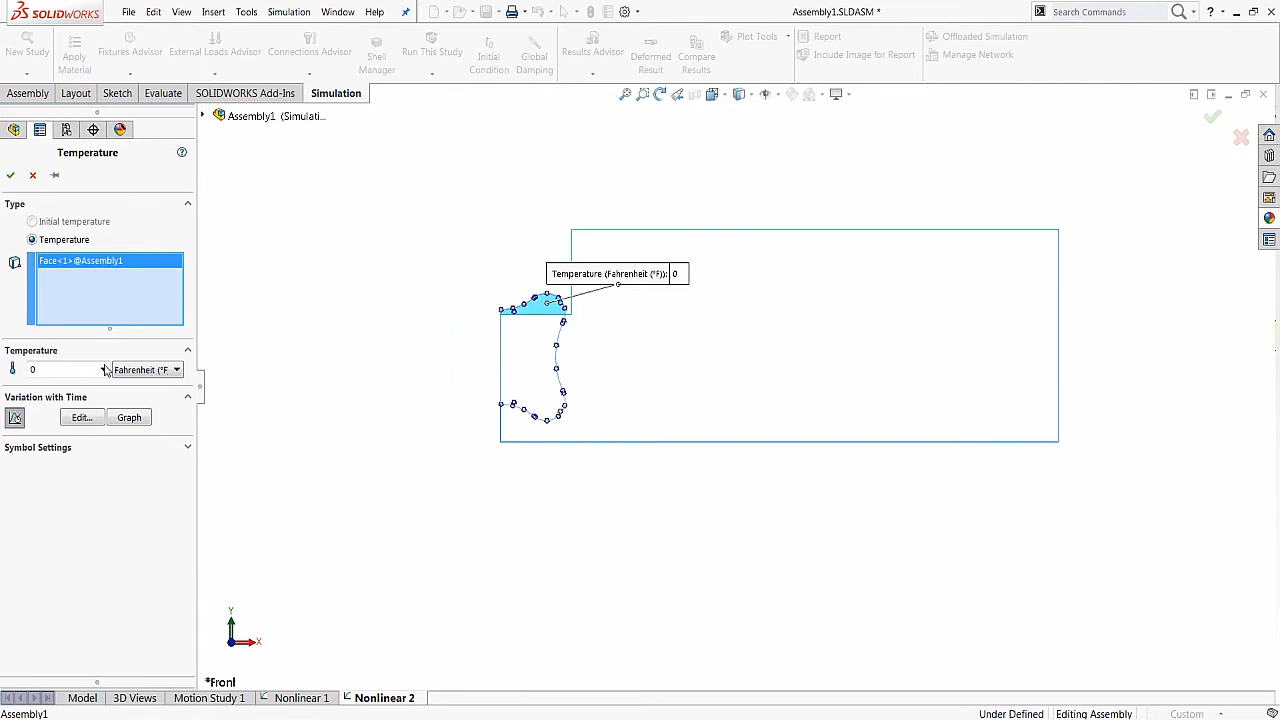 SOLIDWORKS File Edit View Insert Tools Simulation Window Help Assembly1.SLDASM * Search Commands
New Study
Apply Material
Fixtures Advisor
External Loads Advisor
Connections Advisor
Shell Manager
Run This Study
Initial Condition
Global Damping
Results Advisor
Deformed Result
Compare Results
Plot Tools
Report
Include Image for Report
Offloaded Simulation
Manage Network
Assembly Layout Sketch Evaluate SOLIDWORKS Add-Ins Simulation
Assembly1 (Simulati...
Temperature
Type
Initial temperature
Temperature
Face<1>@Assembly1
Temperature
0 Fahrenheit (°F
Variation with Time
Edit... Graph
Symbol Settings
Temperature (Fahrenheit (°F)): 0
Y
X
*Front
Model 3D Views Motion Study 1 Nonlinear 1 Nonlinear 2
Assembly1 Under Defined Editing Assembly Custom